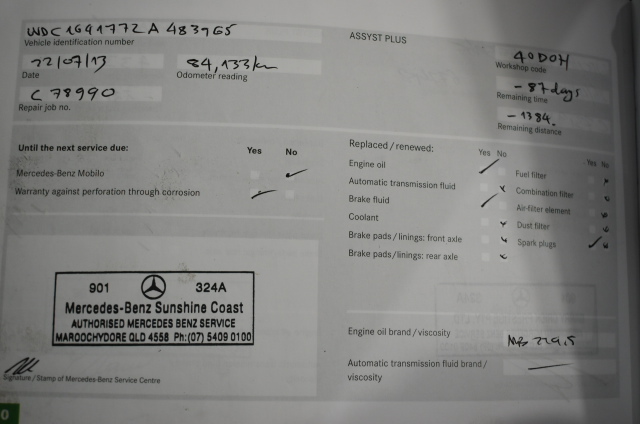 WDC1691772A483765
Vehicle identification number
ASSYST PLUS
22/07/13
84,133km
40DOH
Date
Odometer reading
Workshop code
C 78990
- 87 days
Repair job no.
Remaining time
- 1384.
Remaining distance
Until the next service due:
Yes No
Mercedes-Benz Mobilo
Warranty against perforation through corrosion
Replaced / renewed:
Yes No
Yes No
Engine oil
Fuel filter
Automatic transmission fluid
Combination filter
Brake fluid
Air-filter element
Coolant
Dust filter
Brake pads / linings: front axle
Spark plugs
Brake pads / linings: rear axle
901 324A
Mercedes-Benz Sunshine Coast
AUTHORISED MERCEDES BENZ SERVICE
MAROOCHYDORE QLD 4558 Ph:(07) 5409 0100
Signature / Stamp of Mercedes-Benz Service Centre
Engine oil brand / viscosity
229.5
Automatic transmission fluid brand /
viscosity
0